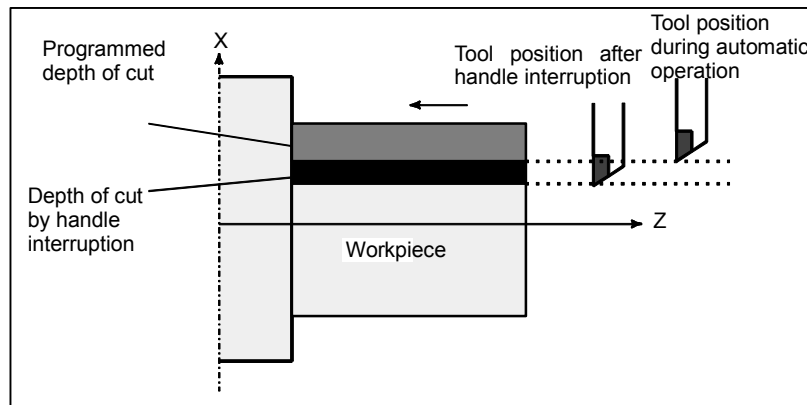 Programmed
depth of cut
X
Tool position after
handle interruption
Tool position
during automatic
operation
Depth of cut
by handle
interruption
Z
Workpiece